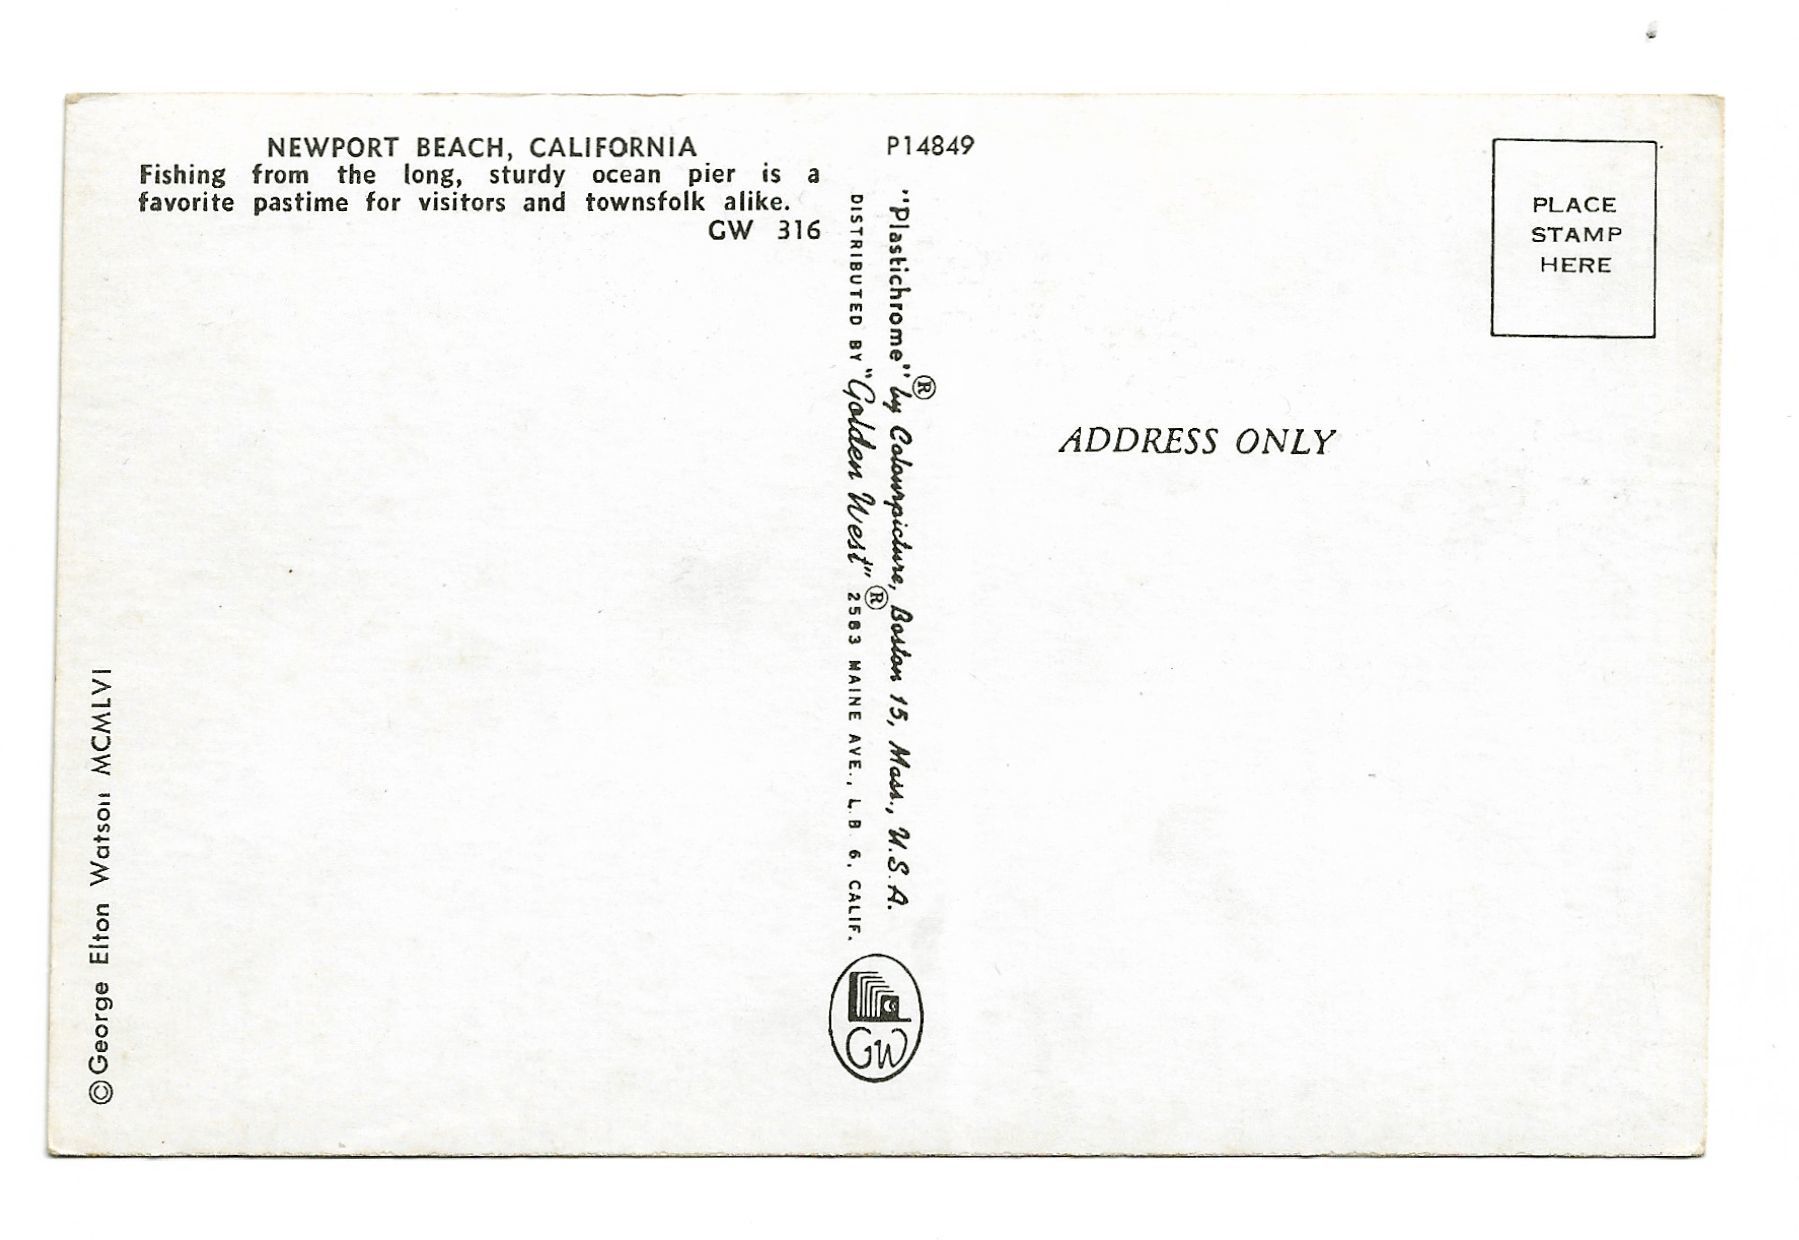 NEWPORT BEACH, CALIFORNIA
Fishing from the long, sturdy ocean pier is a
favorite pastime for visitors and townsfolk alike.
GW 316
P14849
"Plastichrome"® by Colourpicture, Boston 15, Mass., U.S.A.
DISTRIBUTED BY "Golden West"® 2583 MAINE AVE., L.B 6, CALIF.
GW
© George Elton Watson MCMLVI
PLACE
STAMP
HERE
ADDRESS ONLY